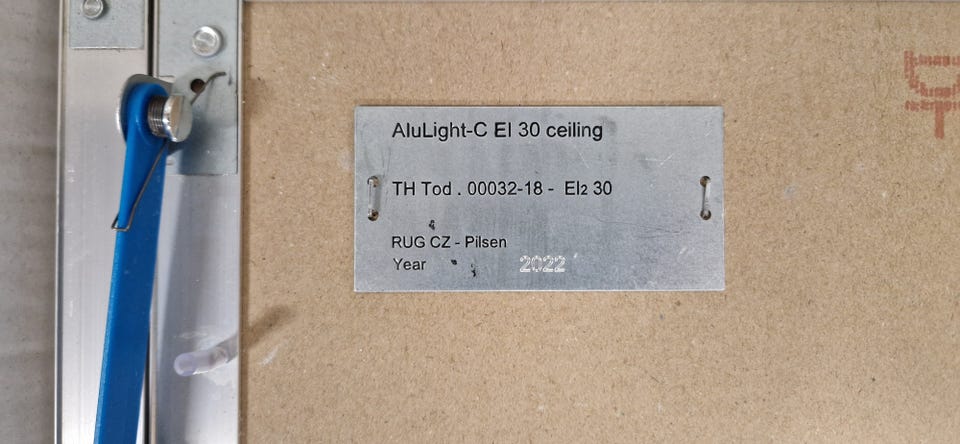 AluLight-C EI 30 ceiling
TH Tod . 00032-18 - EI2 30
RUG CZ - Pilsen
Year 2022